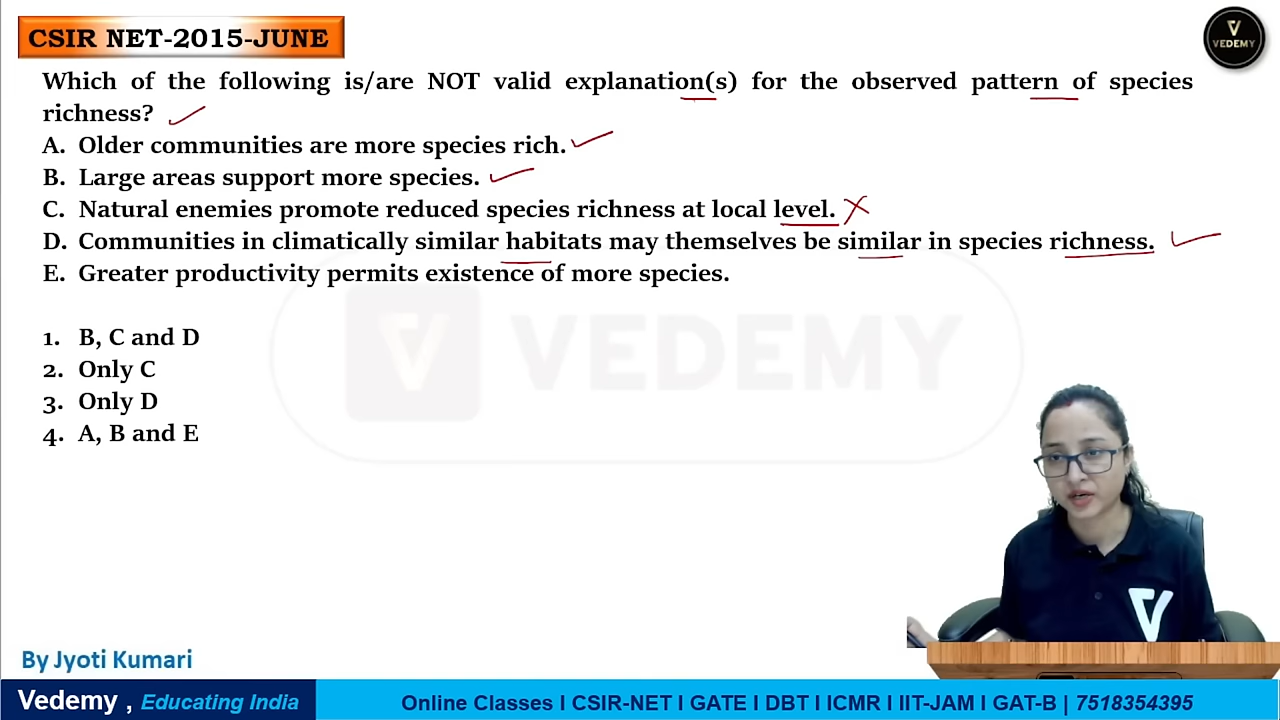 CSIR NET-2015-JUNE
VEDEMY
Which of the following is/are NOT valid explanation(s) for the observed pattern of species
richness?
A. Older communities are more species rich.
B. Large areas support more species.
C. Natural enemies promote reduced species richness at local level.
D. Communities in climatically similar habitats may themselves be similar in species richness.
E. Greater productivity permits existence of more species.
VEDEMY
1. B, C and D
2. Only C
3. Only D
4. A, B and E
By Jyoti Kumari
Vedemy , Educating India
Online Classes I CSIR-NET I GATE I DBT I ICMR I IIT-JAM I GAT-B | 7518354395